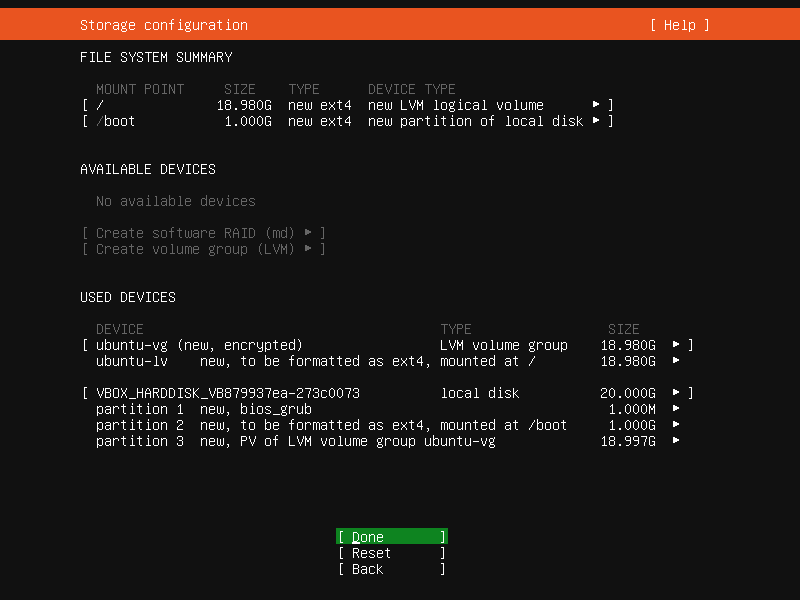 Storage configuration [ Help ]
FILE SYSTEM SUMMARY
MOUNT POINT SIZE TYPE DEVICE TYPE
[ / 18.980G new ext4 new LVM logical volume ▸ ]
[ /boot 1.000G new ext4 new partition of local disk ▸ ]
AVAILABLE DEVICES
No available devices
[ Create software RAID (md) ▸ ]
[ Create volume group (LVM) ▸ ]
USED DEVICES
DEVICE TYPE SIZE
[ ubuntu-vg (new, encrypted) LVM volume group 18.980G ▸ ]
ubuntu-lv new, to be formatted as ext4, mounted at / 18.980G ▸
[ VBOX_HARDDISK_VB879937ea-273c0073 local disk 20.000G ▸ ]
partition 1 new, bios_grub 1.000M ▸
partition 2 new, to be formatted as ext4, mounted at /boot 1.000G ▸
partition 3 new, PV of LVM volume group ubuntu-vg 18.997G ▸
[ Done ]
[ Reset ]
[ Back ]